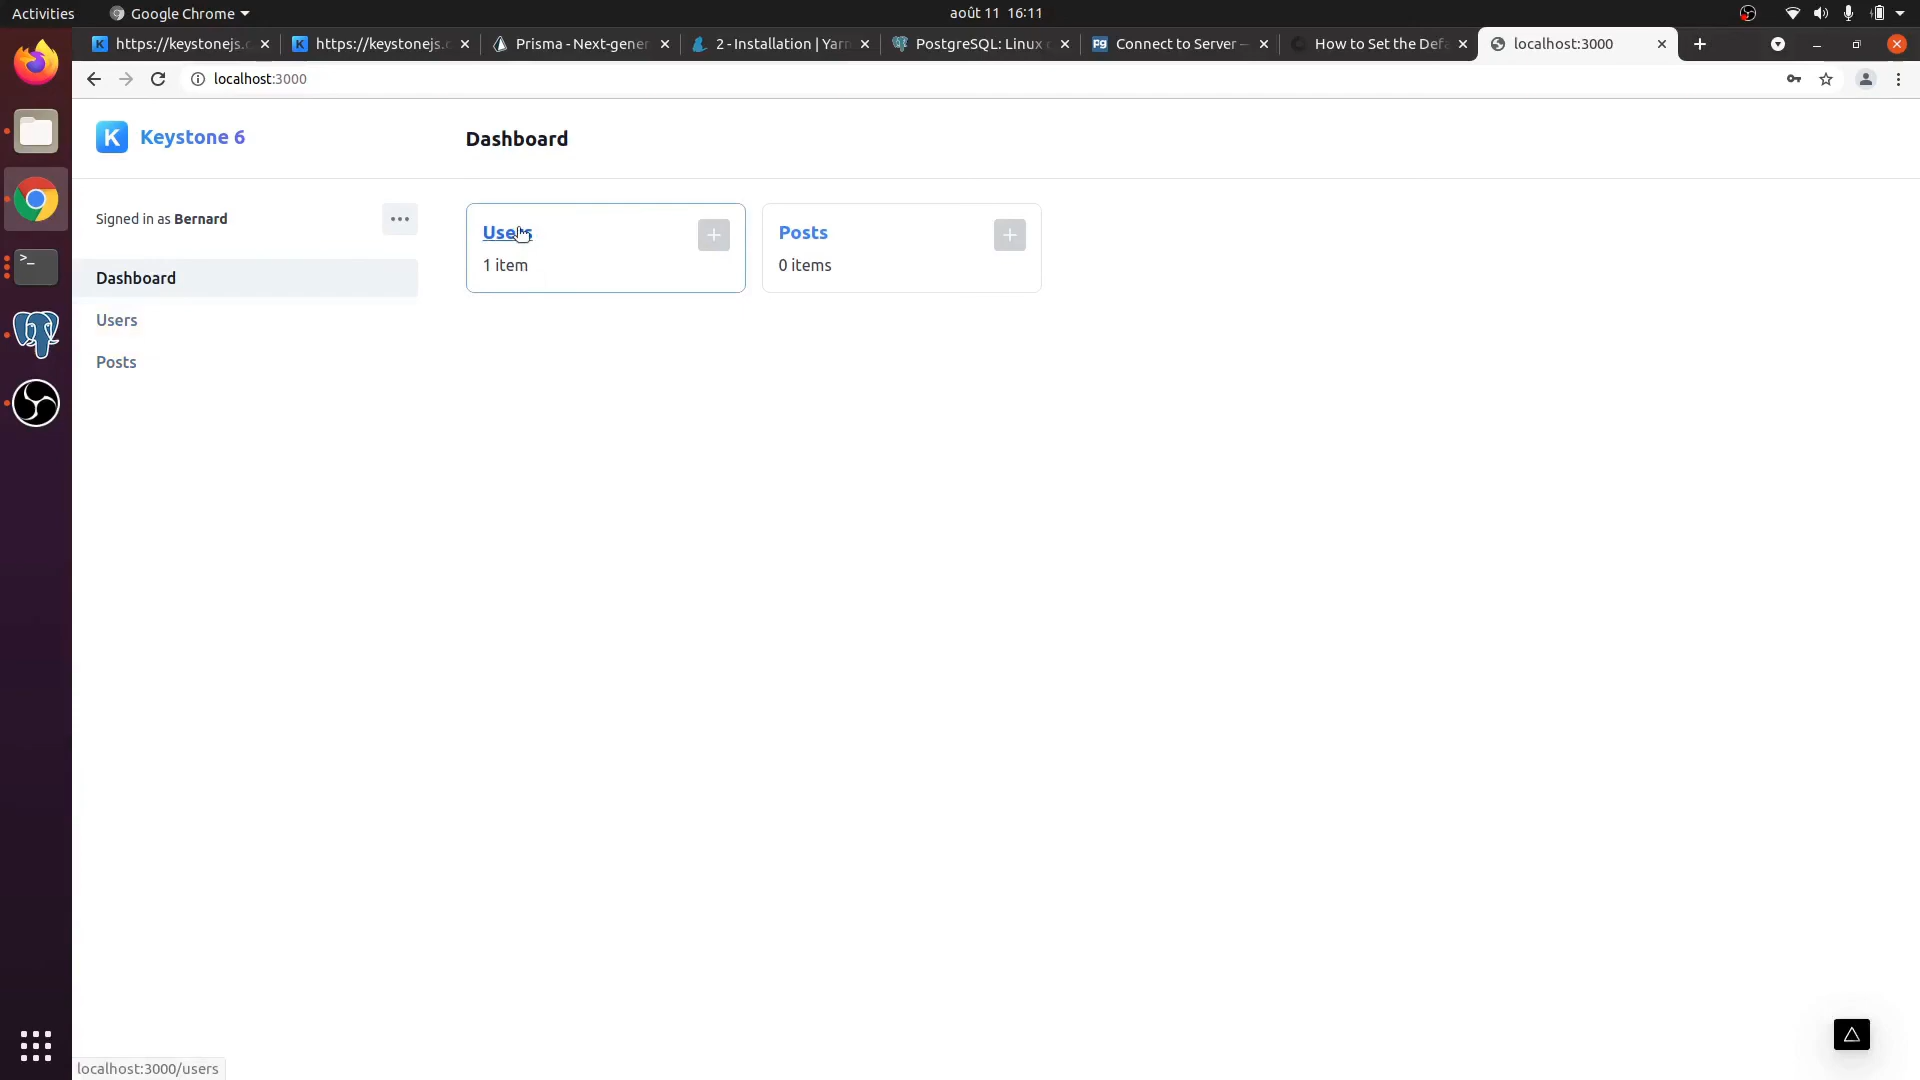 Activities
Google Chrome
août 11 16:11
https://keystonejs.c
https://keystonejs.c
Prisma - Next-gener
2 - Installation | Yarn
PostgreSQL: Linux
Connect to Server –
How to Set the Defa
localhost:3000
localhost:3000
K Keystone 6
Dashboard
Signed in as Bernard
Dashboard
Users
Posts
Users
1 item
Posts
0 items
localhost:3000/users